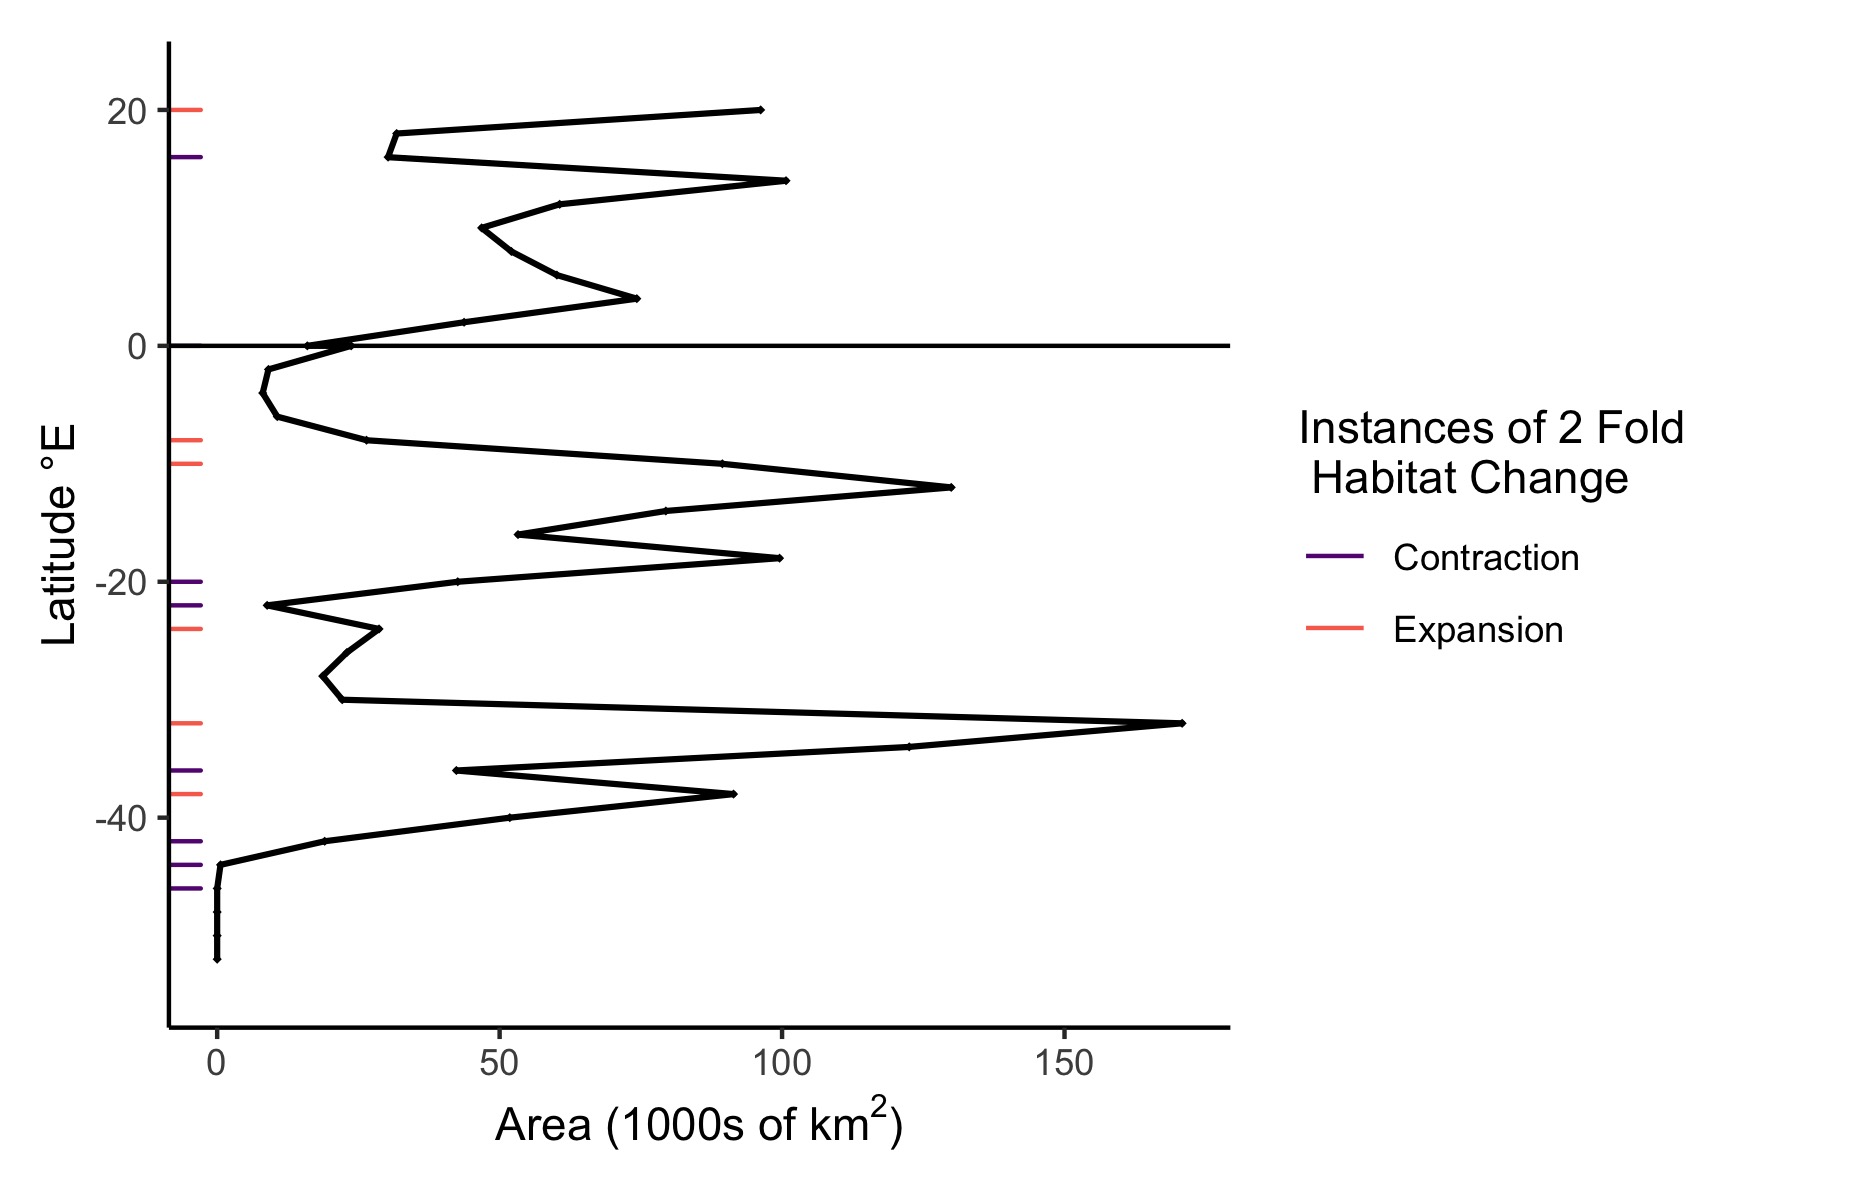 20
0
-20
-40
Latitude °E
0 50 100 150
Area (1000s of km²)
Instances of 2 Fold
Habitat Change
Contraction
Expansion